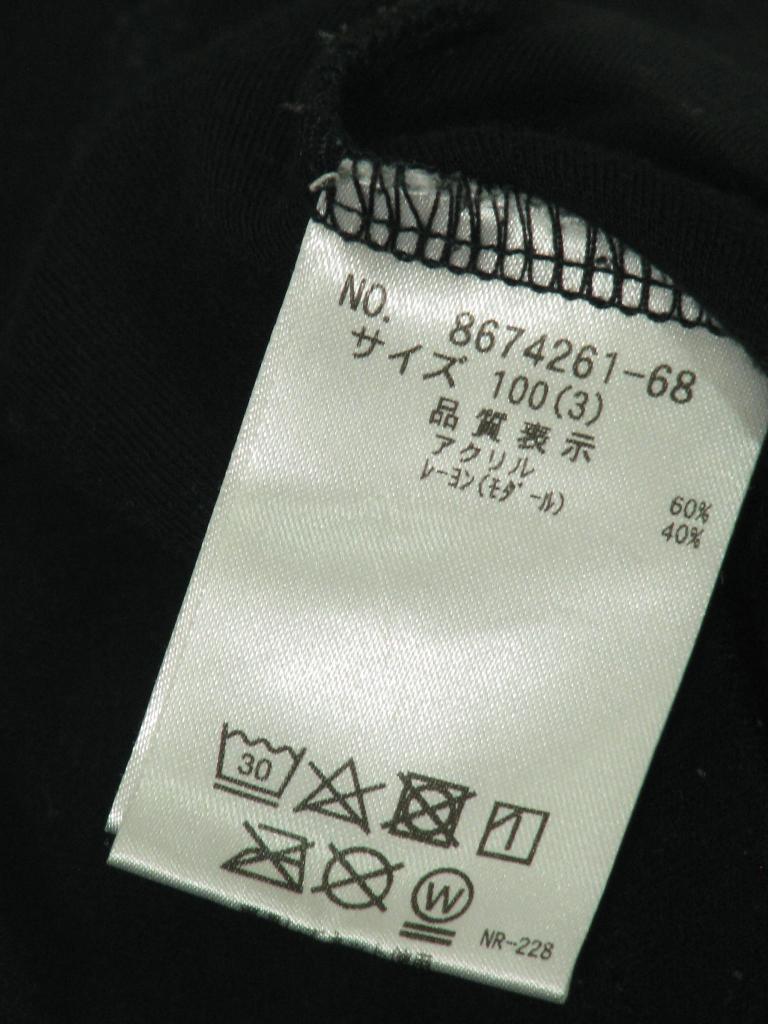 NO. 8674261-68
サイズ 100(3)
品質表示
アクリル 60%
レーヨン(モダール) 40%
30
W
NR-228